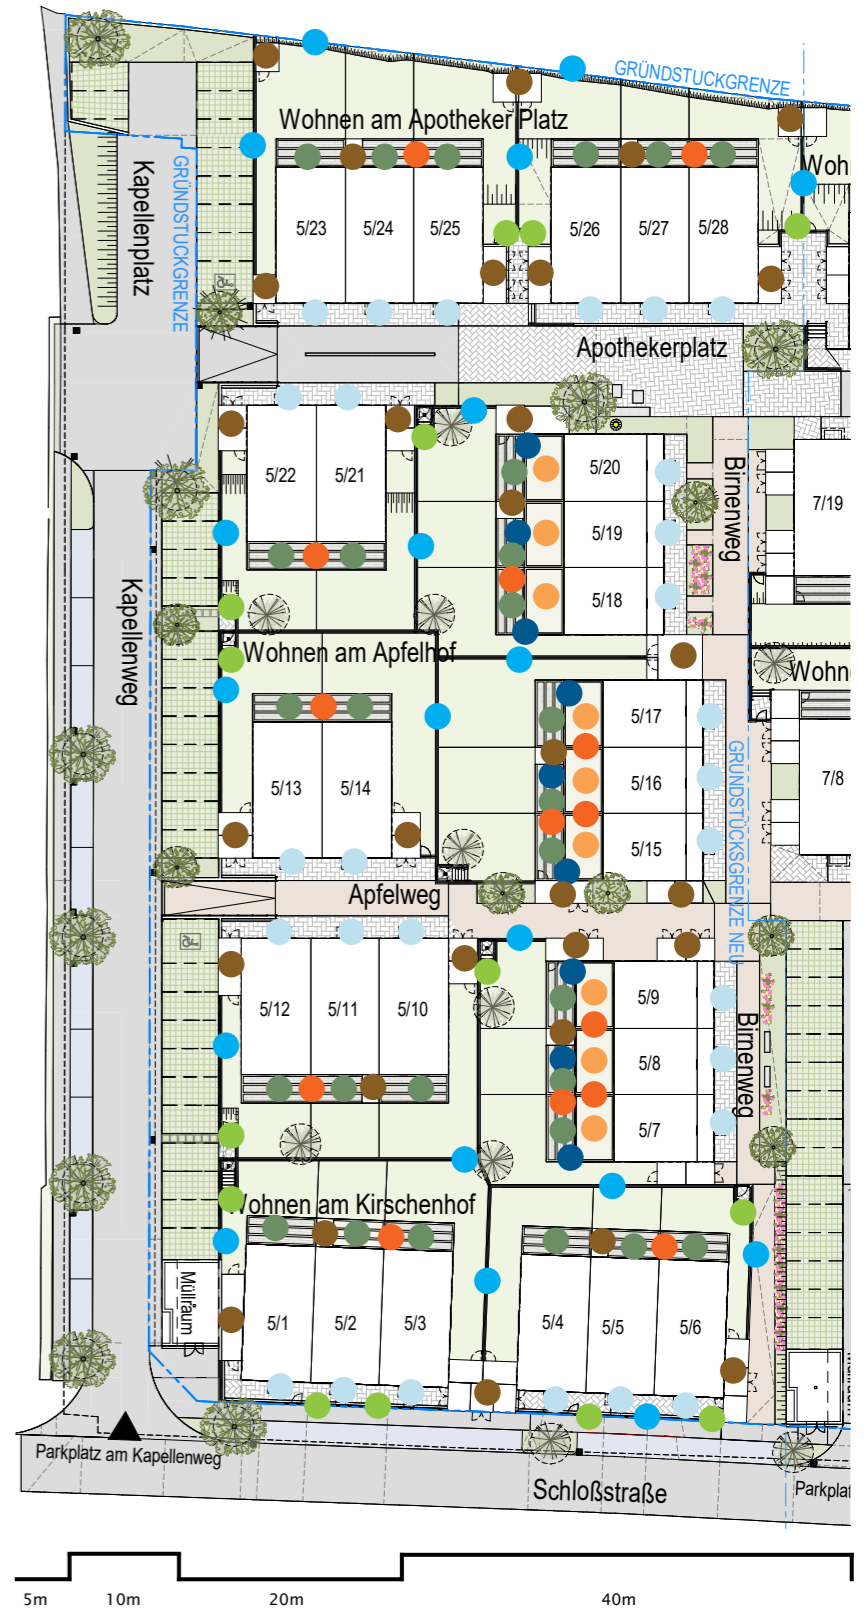 GRÜNDSTUCKGRENZE
Wohnen am Apotheker Platz
Kapellenplatz
GRÜNDSTUCKGRENZE
Wohn
5/23
5/24
5/25
5/26
5/27
5/28
Apothekerplatz
5/22
5/21
5/20
5/19
5/18
Birnenweg
7/19
Kapellenweg
Wohnen am Apfelhof
Wohn
5/17
5/16
5/15
5/13
5/14
7/8
GRUNDSTÜCKSGRENZE NEU
Apfelweg
5/12
5/11
5/10
5/9
5/8
5/7
Birnenweg
Wohnen am Kirschenhof
Müllraum
5/1
5/2
5/3
5/4
5/5
5/6
Parkplatz am Kapellenweg
Schloßstraße
Parkplat
5m
10m
20m
40m